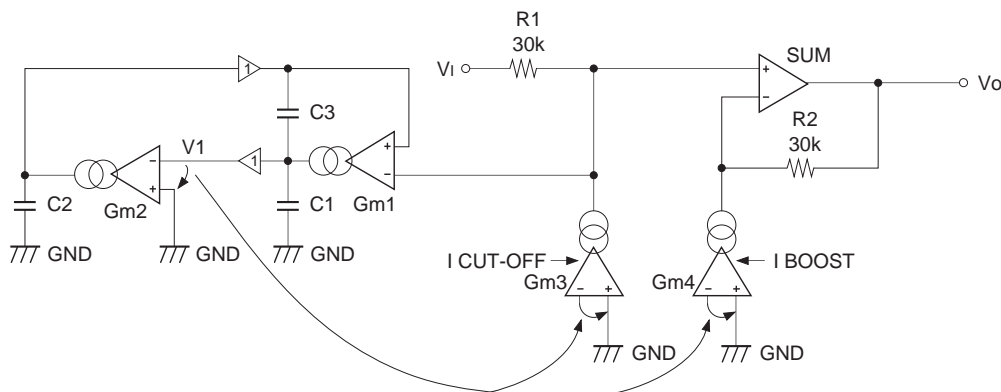 R1
30k
VI
SUM
+
−
Vo
R2
30k
1
C3
V1
1
+
−
Gm1
−
+
Gm2
C2
C1
GND
GND
GND
I CUT-OFF
Gm3
− +
I BOOST
Gm4
− +
GND
GND